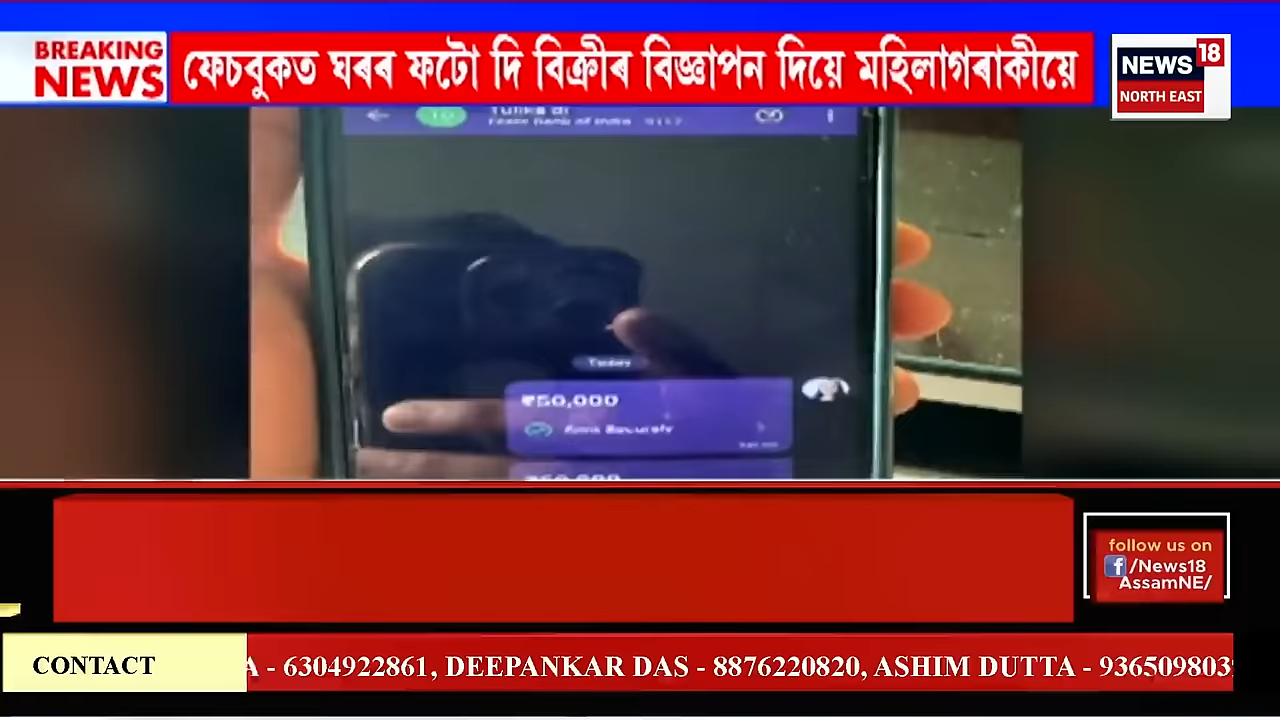 BREAKING
NEWS
ফেচবুকত ঘৰৰ ফটো দি বিক্ৰীৰ বিজ্ঞাপন দিয়ে মহিলাগৰাকীয়ে
NEWS 18
NORTH EAST
Today
₹50,000
follow us on
f/News18
AssamNE/
CONTACT
A - 6304922861, DEEPANKAR DAS - 8876220820, ASHIM DUTTA - 936509803